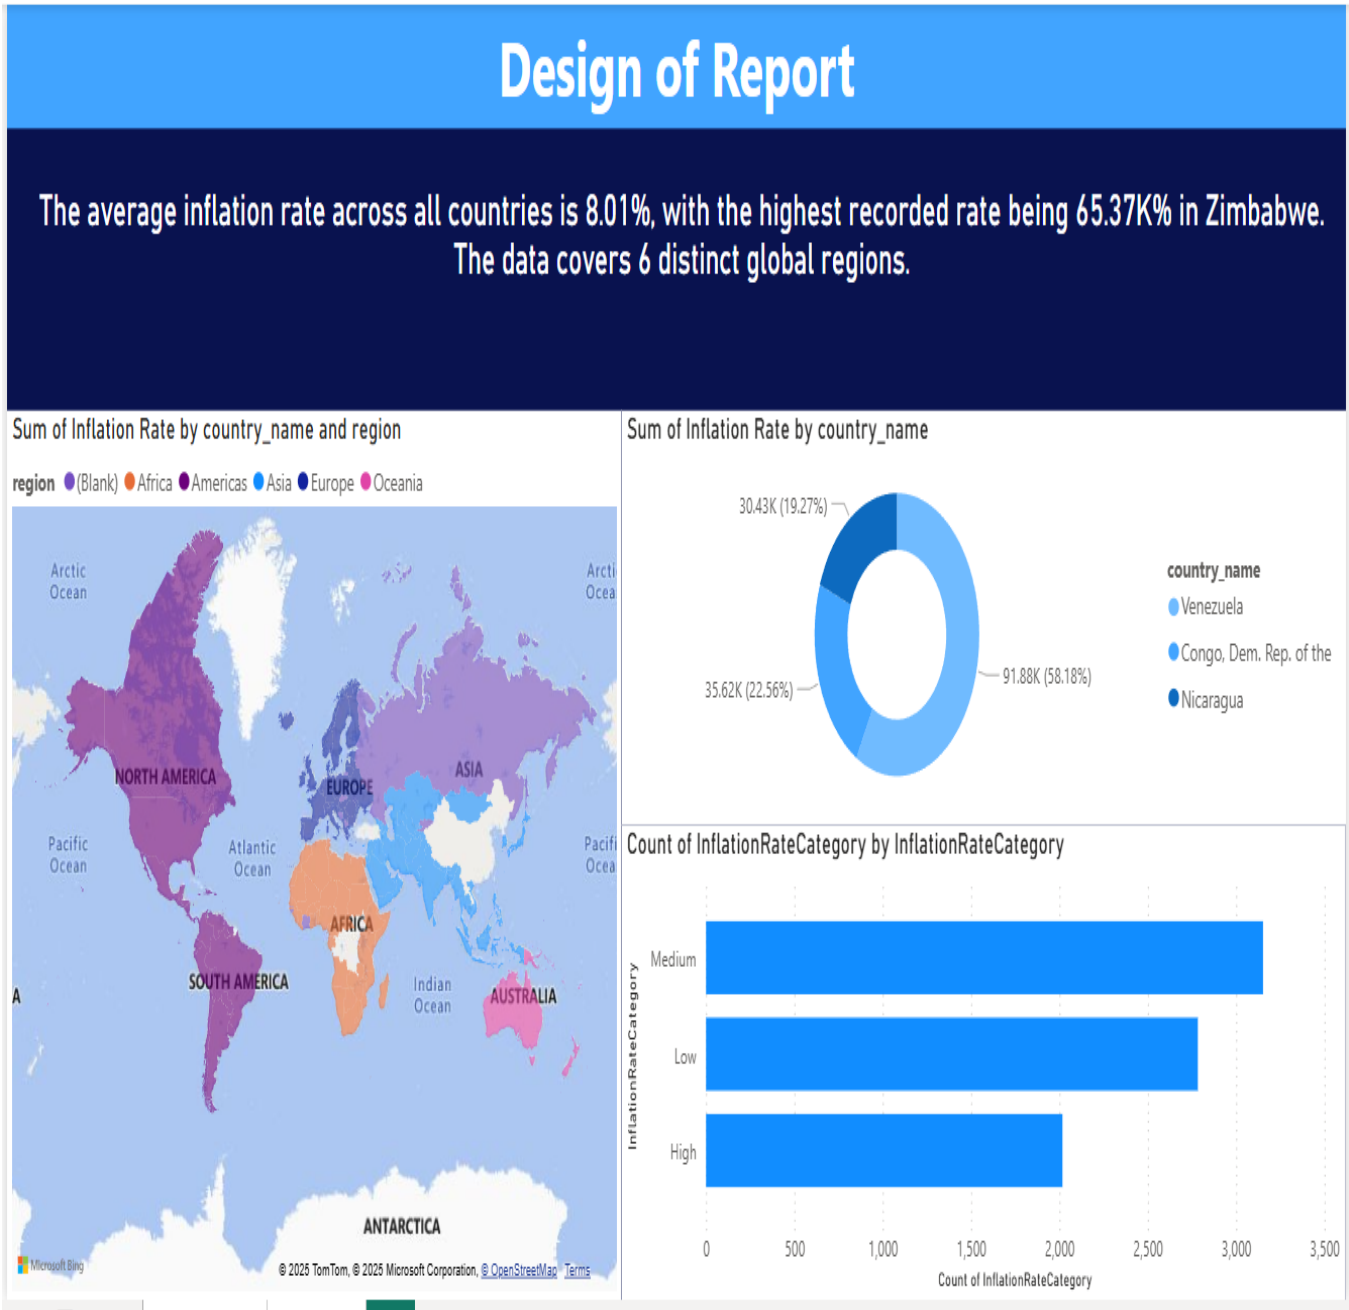 Design of Report
The average inflation rate across all countries is 8.01%, with the highest recorded rate being 65.37K% in Zimbabwe.
The data covers 6 distinct global regions.
Sum of Inflation Rate by country_name and region
region (Blank) Africa Americas Asia Europe Oceania
Arctic
Ocean
Arcti
Ocea
NORTH AMERICA
EUROPE
ASIA
Pacific
Ocean
Atlantic
Ocean
Pacifi
Ocea
AFRICA
SOUTH AMERICA
Indian
Ocean
AUSTRALIA
A
ANTARCTICA
Microsoft Bing
© 2025 TomTom, © 2025 Microsoft Corporation, © OpenStreetMap Terms
Sum of Inflation Rate by country_name
30.43K (19.27%)
35.62K (22.56%)
91.88K (58.18%)
country_name
Venezuela
Congo, Dem. Rep. of the
Nicaragua
Count of InflationRateCategory by InflationRateCategory
InflationRateCategory
Medium
Low
High
0 500 1,000 1,500 2,000 2,500 3,000 3,500
Count of InflationRateCategory